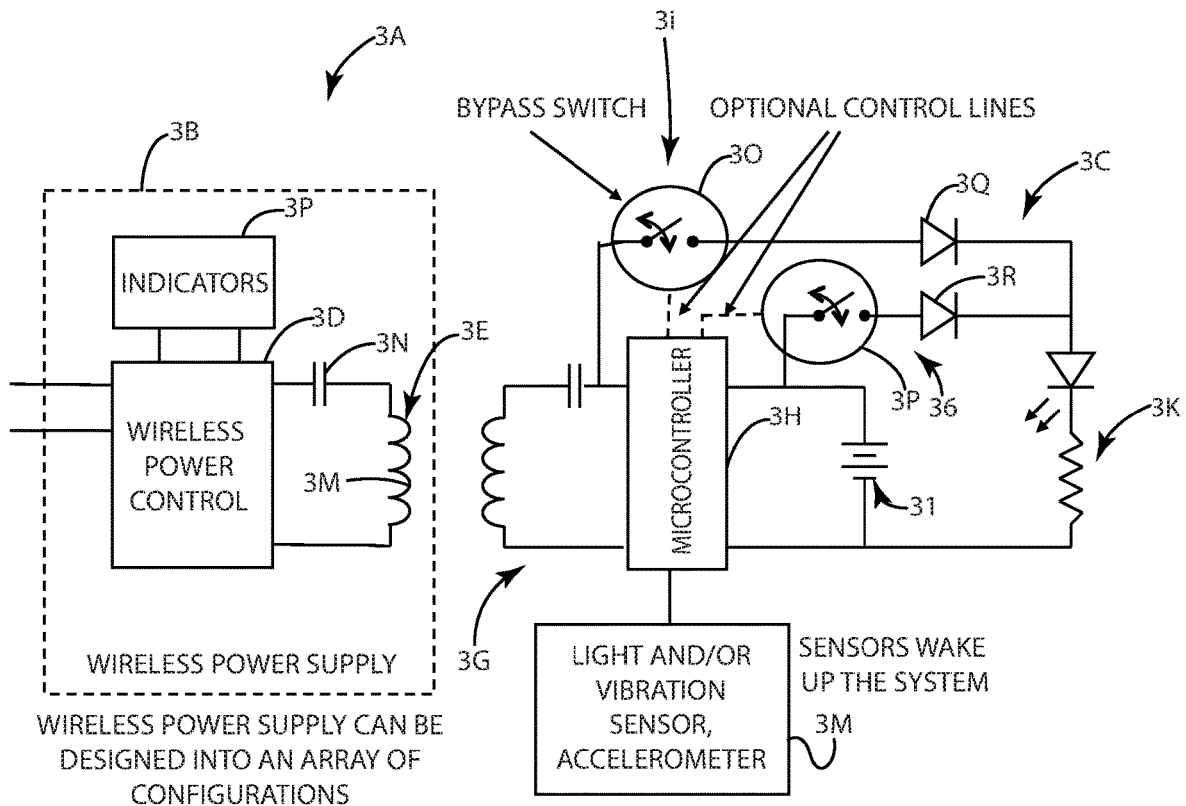 3A
3i
BYPASS SWITCH
OPTIONAL CONTROL LINES
3B
3O
3Q
3C
3P
INDICATORS
3R
3D
3N
3E
WIRELESS
POWER
CONTROL
3M
MICROCONTROLLER
3H
3P
36
3K
31
WIRELESS POWER SUPPLY
3G
LIGHT AND/OR
VIBRATION
SENSOR,
ACCELEROMETER
SENSORS WAKE
UP THE SYSTEM
3M
WIRELESS POWER SUPPLY CAN BE
DESIGNED INTO AN ARRAY OF
CONFIGURATIONS